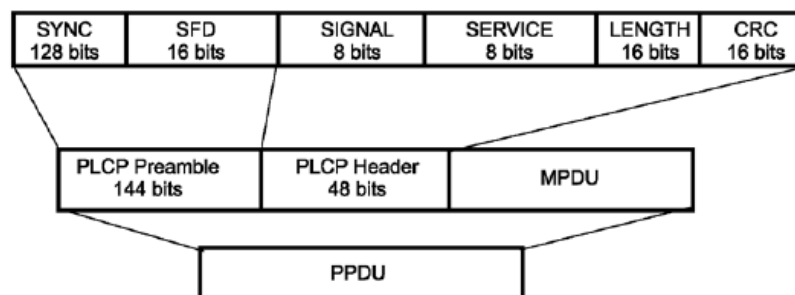 SYNC SFD SIGNAL SERVICE LENGTH CRC
128 bits 16 bits 8 bits 8 bits 16 bits 16 bits
PLCP Preamble PLCP Header MPDU
144 bits 48 bits
PPDU